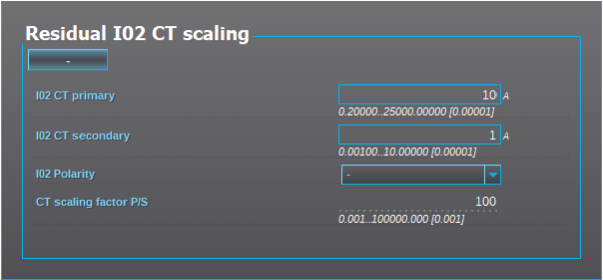 Residual I02 CT scaling
-
I02 CT primary 10 A
0.20000..25000.00000 [0.00001]
I02 CT secondary 1 A
0.00100..10.00000 [0.00001]
I02 Polarity -
CT scaling factor P/S 100
0.001..100000.000 [0.001]